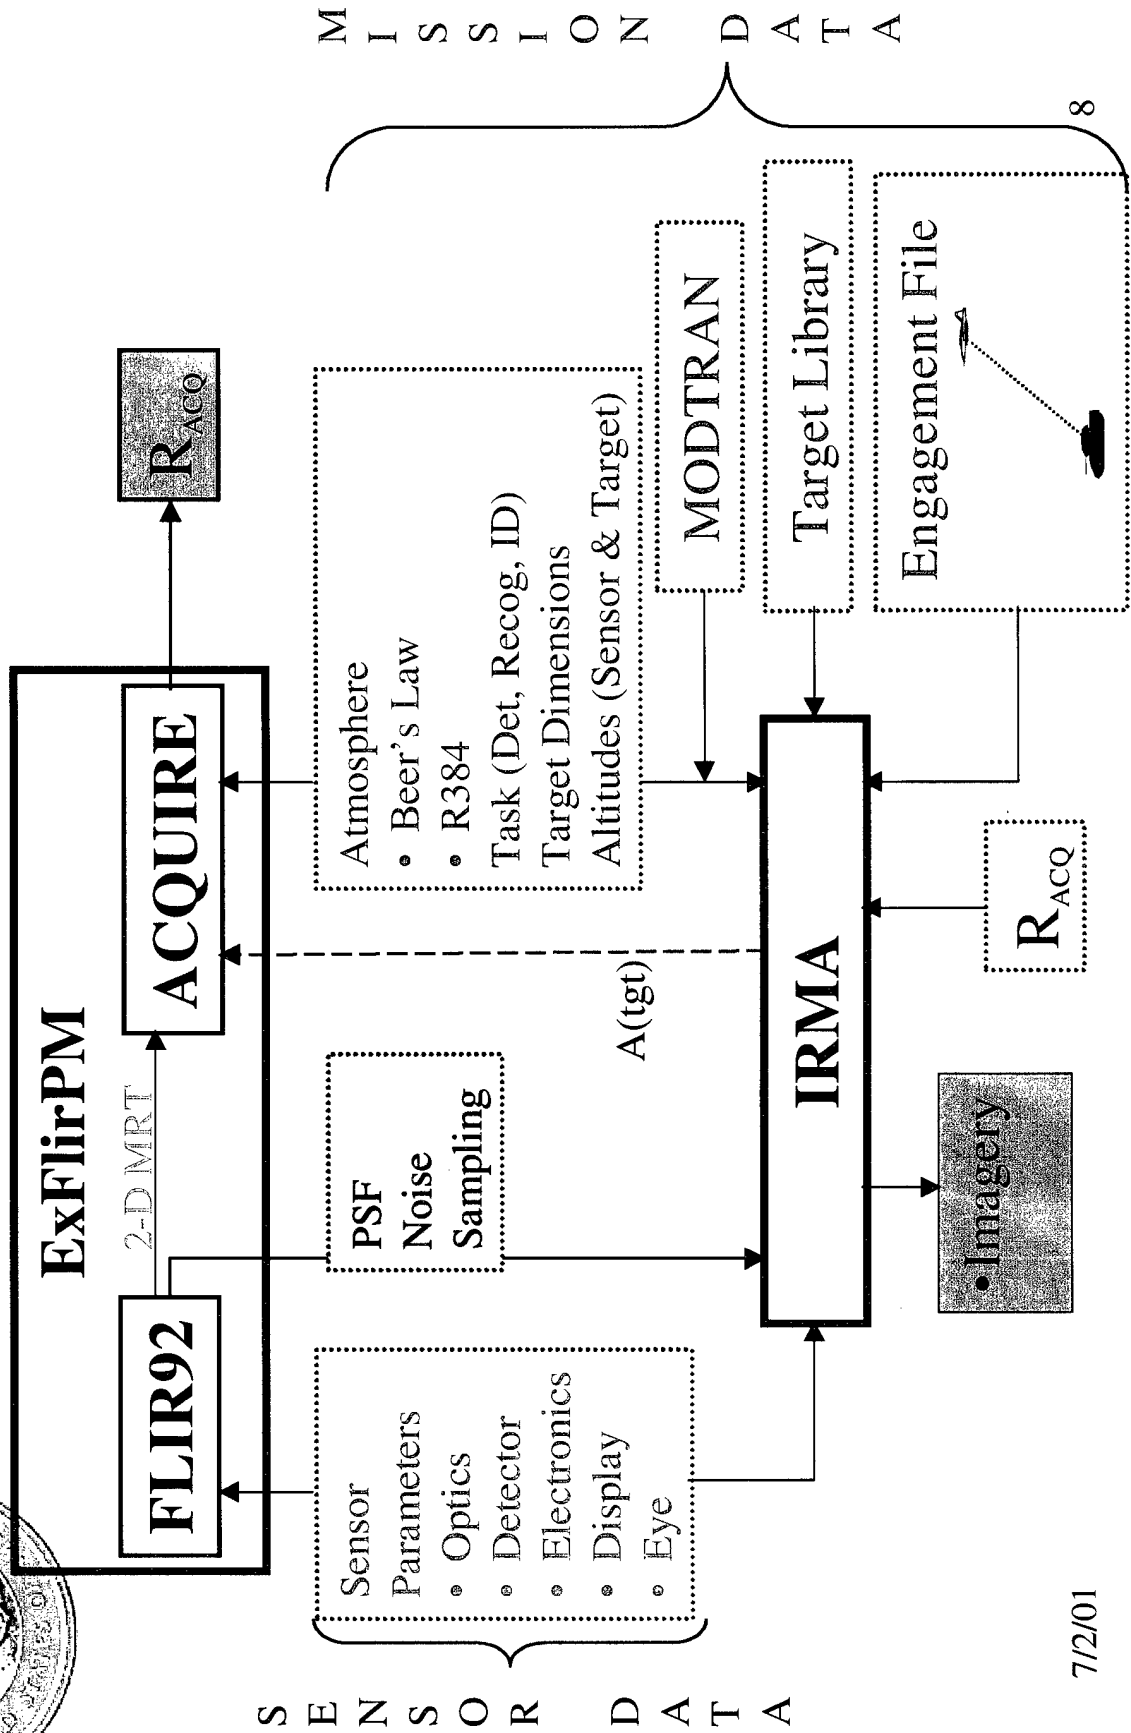 ExFlirPM
FLIR92
2-D MRT
ACQUIRE
R ACQ
SENSOR DATA
Sensor
Parameters
• Optics
• Detector
• Electronics
• Display
• Eye
PSF
Noise
Sampling
A(tgt)
Atmosphere
• Beer's Law
• R384
Task (Det, Recog, ID)
Target Dimensions
Altitudes (Sensor & Target)
MODTRAN
Target Library
Engagement File
MISSION DATA
IRMA
• Imagery
R ACQ
7/2/01
8